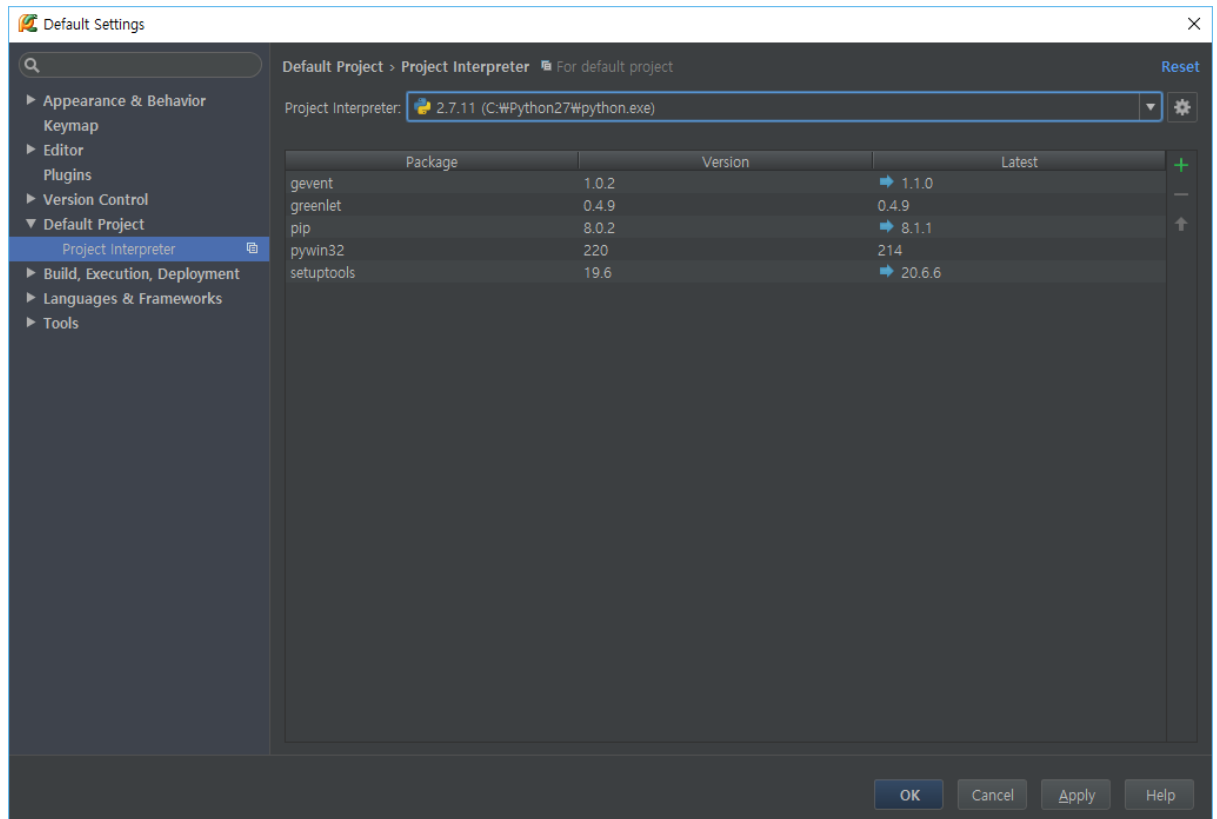 Default Settings
Default Project › Project Interpreter For default project Reset
Appearance & Behavior
Keymap
Editor
Plugins
Version Control
Default Project
Project Interpreter
Build, Execution, Deployment
Languages & Frameworks
Tools
Project Interpreter: 2.7.11 (C:₩Python27₩python.exe)
Package Version Latest
gevent 1.0.2 1.1.0
greenlet 0.4.9 0.4.9
pip 8.0.2 8.1.1
pywin32 220 214
setuptools 19.6 20.6.6
OK Cancel Apply Help